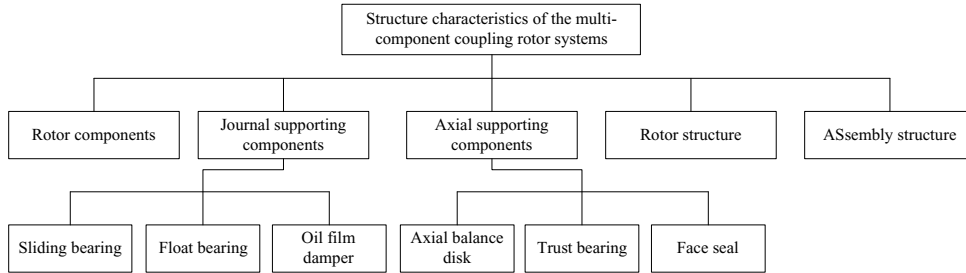 Structure characteristics of the multi-
component coupling rotor systems
Rotor components
Journal supporting
components
Axial supporting
components
Rotor structure
ASsembly structure
Sliding bearing
Float bearing
Oil film
damper
Axial balance
disk
Trust bearing
Face seal